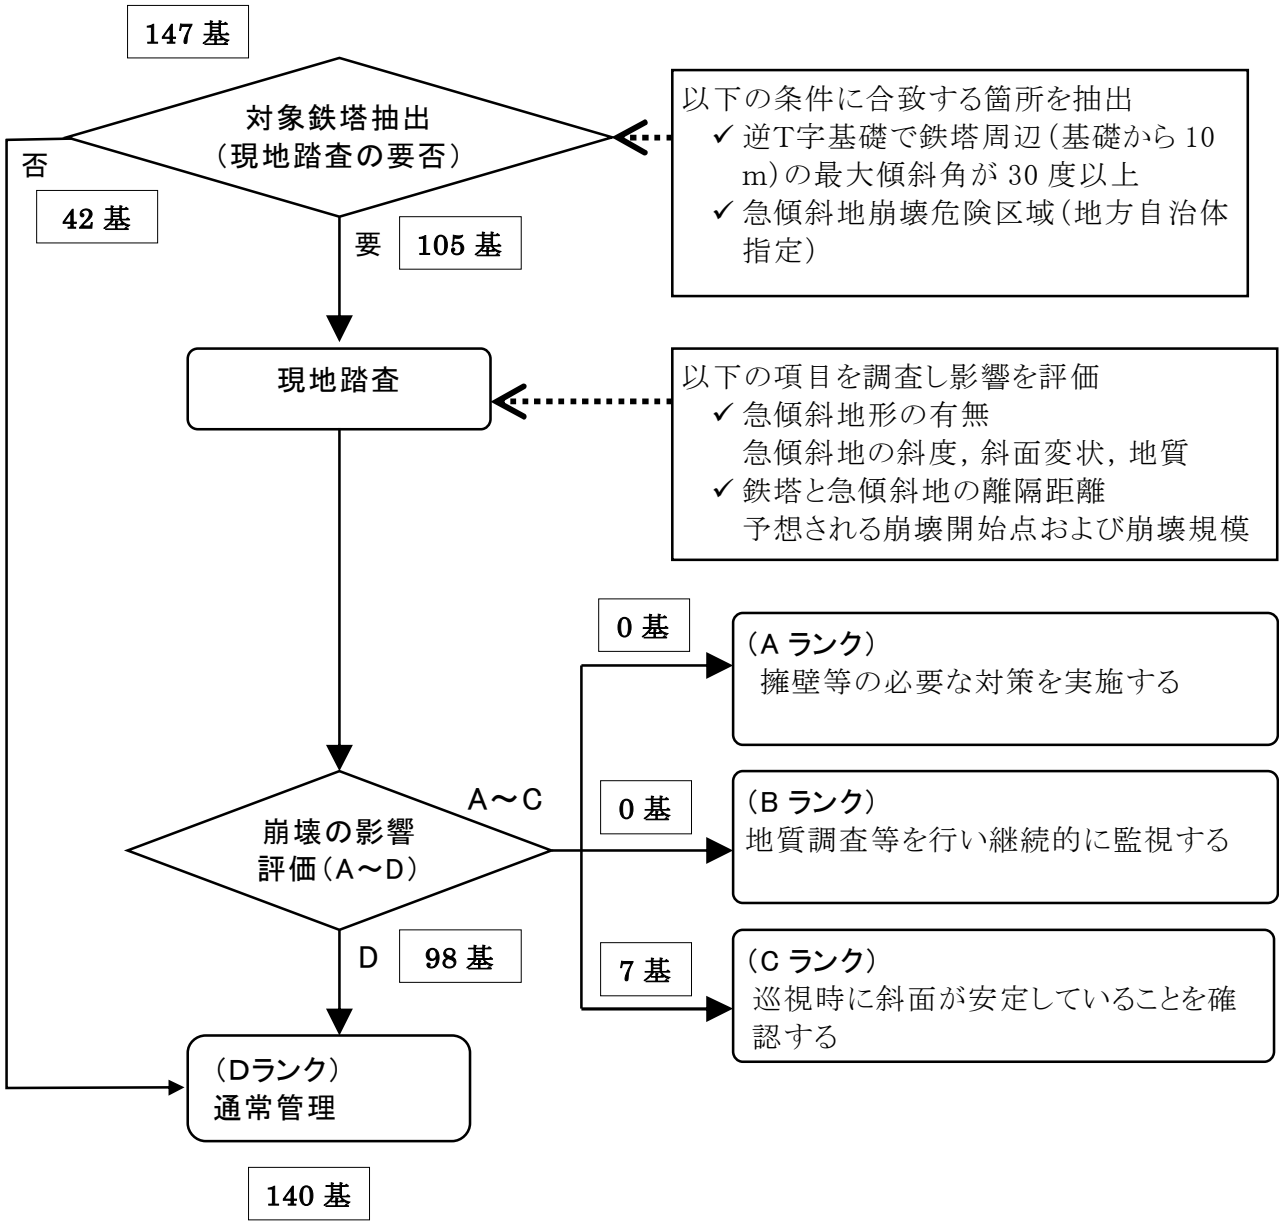 147 基
対象鉄塔抽出
（現地踏査の要否）
否
42 基
要
105 基
以下の条件に合致する箇所を抽出
✓ 逆T字基礎で鉄塔周辺（基礎から 10
m）の最大傾斜角が 30 度以上
✓ 急傾斜地崩壊危険区域（地方自治体
指定）
現地踏査
以下の項目を調査し影響を評価
✓ 急傾斜地形の有無
急傾斜地の斜度，斜面変状，地質
✓ 鉄塔と急傾斜地の離隔距離
予想される崩壊開始点および崩壊規模
崩壊の影響
評価（A～D）
A～C
0 基
（A ランク）
擁壁等の必要な対策を実施する
0 基
（B ランク）
地質調査等を行い継続的に監視する
7 基
（C ランク）
巡視時に斜面が安定していることを確
認する
D
98 基
（Dランク）
通常管理
140 基